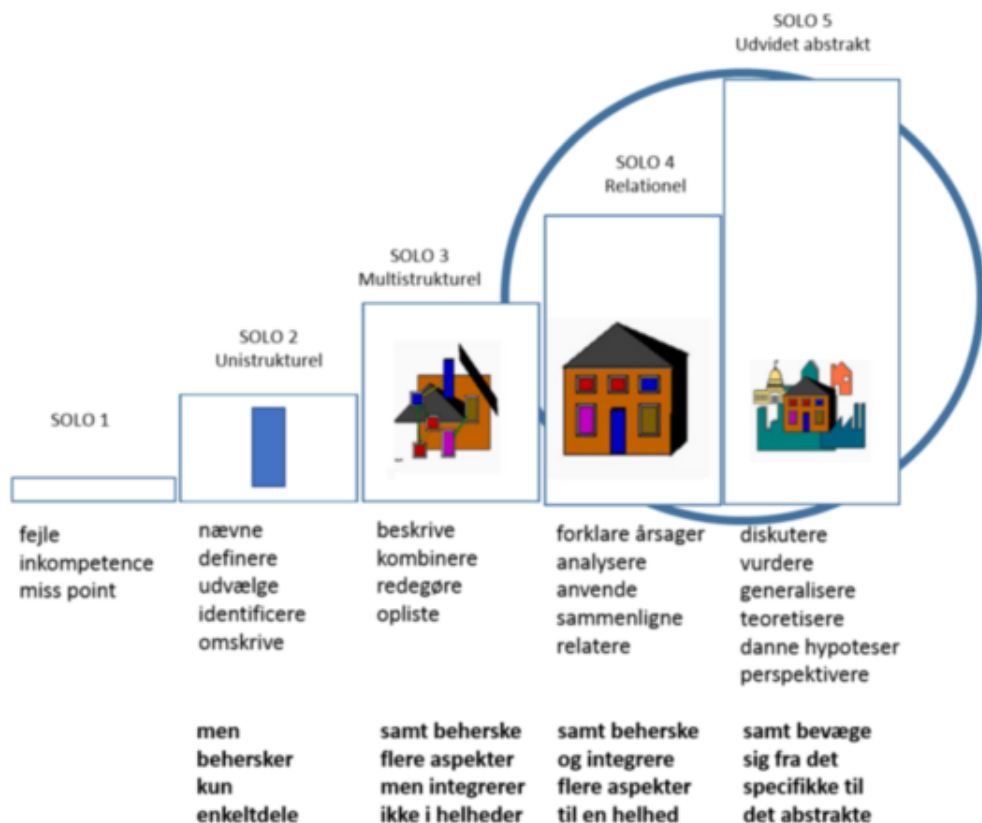 SOLO 5
Udvidet abstrakt
SOLO 4
Relationel
SOLO 3
Multistrukturel
SOLO 2
Unistrukturel
SOLO 1
fejle
inkompetence
miss point
nævne
definere
udvælge
identificere
omskrive
beskrive
kombinere
redegøre
opliste
forklare årsager
analysere
anvende
sammenligne
relatere
diskutere
vurdere
generalisere
teoretisere
danne hypoteser
perspektivere
men
behersker
kun
enkeltdele
samt beherske
flere aspekter
men integrerer
ikke i helheder
samt beherske
og integrere
flere aspekter
til en helhed
samt bevæge
sig fra det
specifikke til
det abstrakte